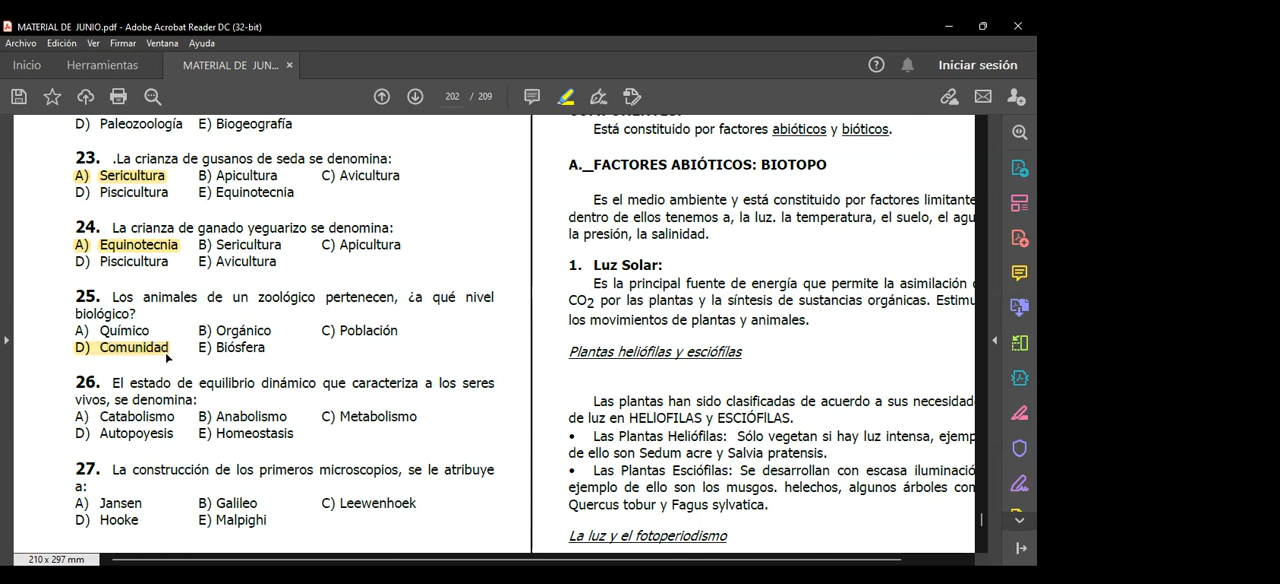 MATERIAL DE JUNIO.pdf - Adobe Acrobat Reader DC (32-bit)
Archivo Edición Ver Firmar Ventana Ayuda
Inicio Herramientas MATERIAL DE JUN... × Iniciar sesión
202 / 209
D) Paleozoología E) Biogeografía
23. .La crianza de gusanos de seda se denomina:
A) Sericultura B) Apicultura C) Avicultura
D) Piscicultura E) Equinotecnia
24. La crianza de ganado yeguarizo se denomina:
A) Equinotecnia B) Sericultura C) Apicultura
D) Piscicultura E) Avicultura
25. Los animales de un zoológico pertenecen, ¿a qué nivel
biológico?
A) Químico B) Orgánico C) Población
D) Comunidad E) Biósfera
26. El estado de equilibrio dinámico que caracteriza a los seres
vivos, se denomina:
A) Catabolismo B) Anabolismo C) Metabolismo
D) Autopoyesis E) Homeostasis
27. La construcción de los primeros microscopios, se le atribuye
a:
A) Jansen B) Galileo C) Leewenhoek
D) Hooke E) Malpighi
Está constituido por factores abióticos y bióticos.
A._FACTORES ABIÓTICOS: BIOTOPO
Es el medio ambiente y está constituido por factores limitante
dentro de ellos tenemos a, la luz. la temperatura, el suelo, el agu
la presión, la salinidad.
1. Luz Solar:
Es la principal fuente de energía que permite la asimilación
CO2 por las plantas y la síntesis de sustancias orgánicas. Estimu
los movimientos de plantas y animales.
Plantas heliófilas y esciófilas
Las plantas han sido clasificadas de acuerdo a sus necesidad
de luz en HELIOFILAS y ESCIÓFILAS.
• Las Plantas Heliófilas: Sólo vegetan si hay luz intensa, ejemp
de ello son Sedum acre y Salvia pratensis.
• Las Plantas Esciófilas: Se desarrollan con escasa iluminació
ejemplo de ello son los musgos. helechos, algunos árboles con
Quercus tobur y Fagus sylvatica.
La luz y el fotoperiodismo
210 x 297 mm